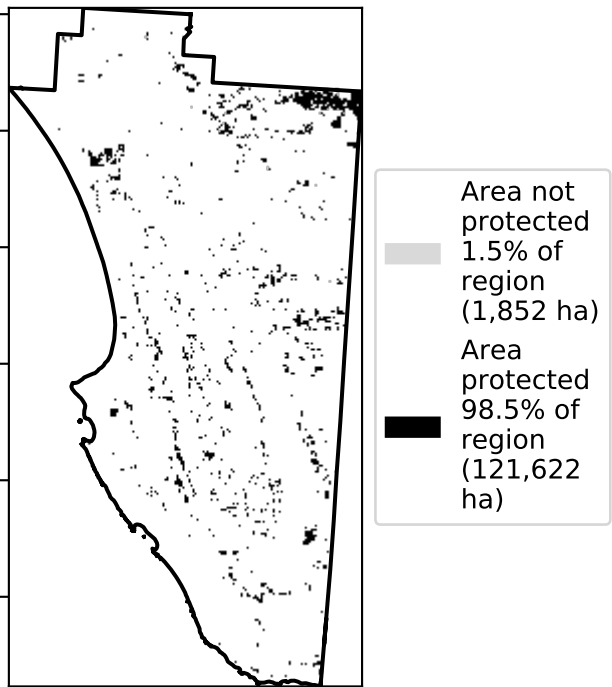 Area not
protected
1.5% of
region
(1,852 ha)
Area
protected
98.5% of
region
(121,622
ha)